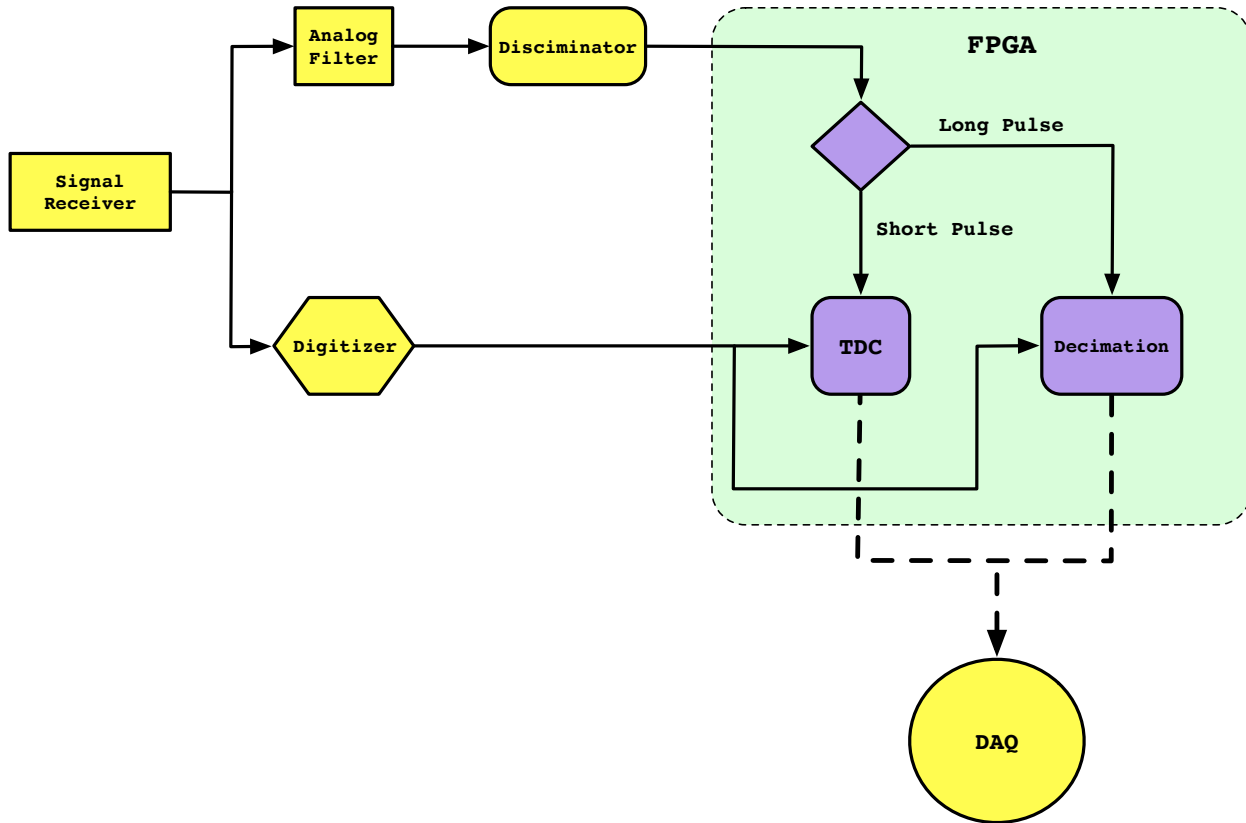 Analog
Filter
Disciminator
FPGA
Long Pulse
Signal
Receiver
Short Pulse
Digitizer
TDC
Decimation
DAQ